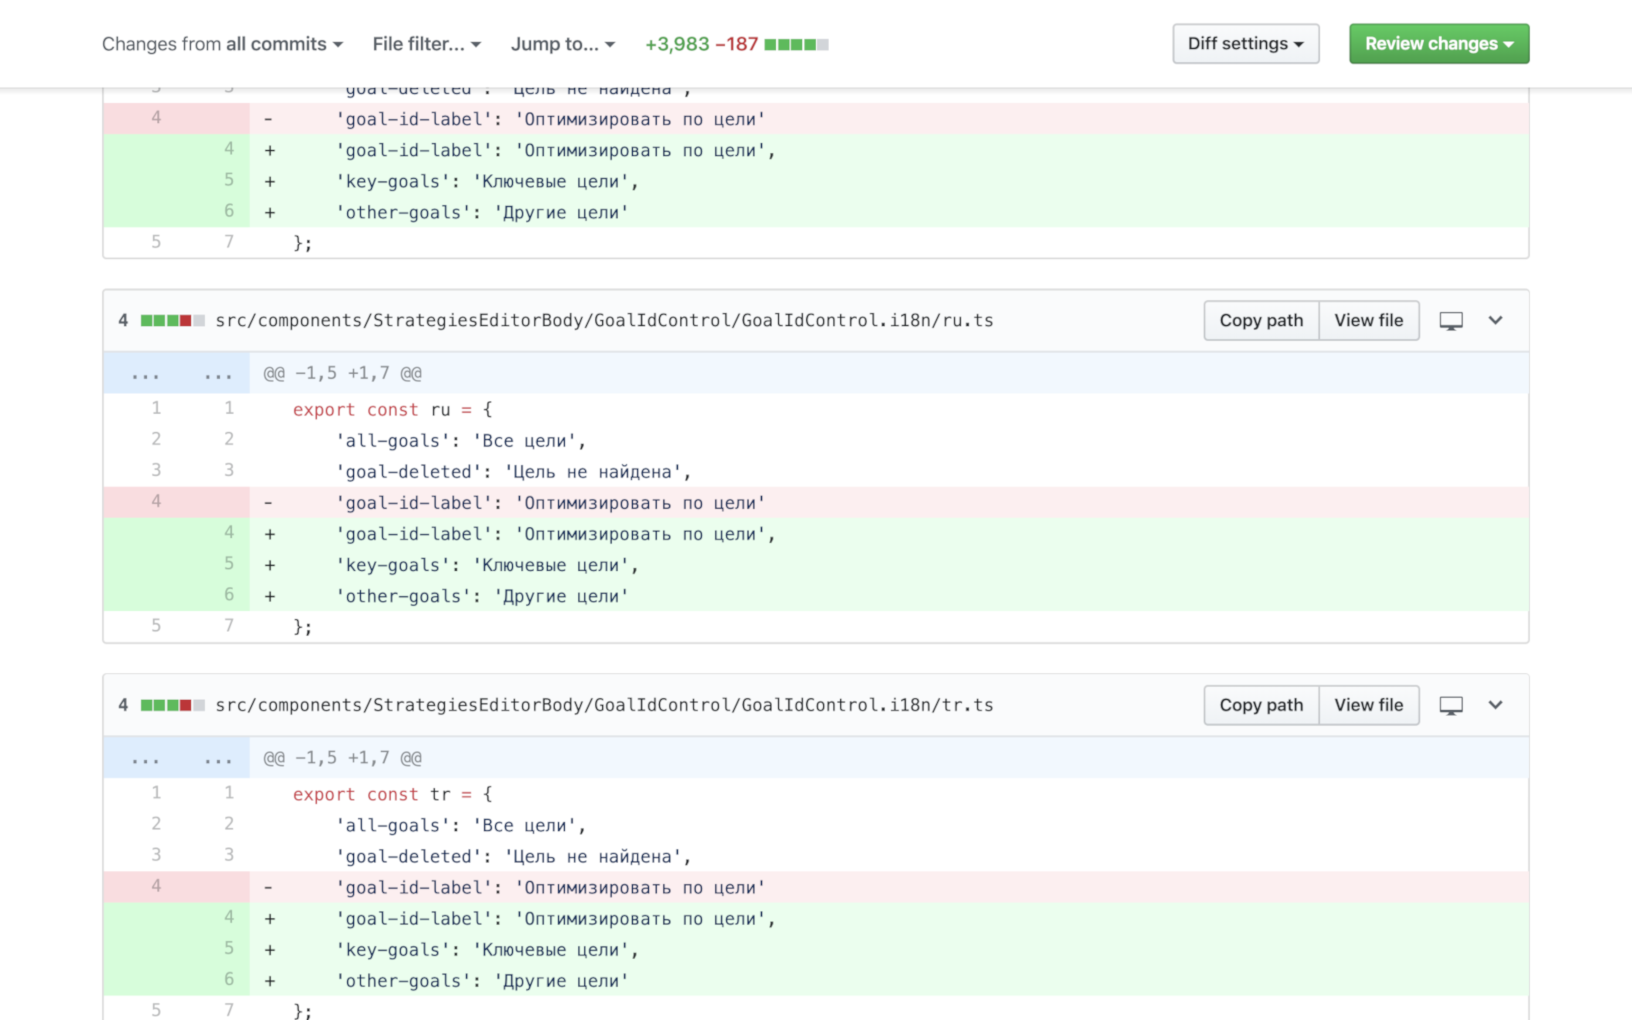 Changes from all commits File filter... Jump to... +3,983 −187 Diff settings Review changes
3 3 'goal-deleted': 'Цель не найдена',
4 - 'goal-id-label': 'Оптимизировать по цели'
4 + 'goal-id-label': 'Оптимизировать по цели',
5 + 'key-goals': 'Ключевые цели',
6 + 'other-goals': 'Другие цели'
5 7 };
4 src/components/StrategiesEditorBody/GoalIdControl/GoalIdControl.i18n/ru.ts Copy path View file
... ... @@ -1,5 +1,7 @@
1 1 export const ru = {
2 2 'all-goals': 'Все цели',
3 3 'goal-deleted': 'Цель не найдена',
4 - 'goal-id-label': 'Оптимизировать по цели'
4 + 'goal-id-label': 'Оптимизировать по цели',
5 + 'key-goals': 'Ключевые цели',
6 + 'other-goals': 'Другие цели'
5 7 };
4 src/components/StrategiesEditorBody/GoalIdControl/GoalIdControl.i18n/tr.ts Copy path View file
... ... @@ -1,5 +1,7 @@
1 1 export const tr = {
2 2 'all-goals': 'Все цели',
3 3 'goal-deleted': 'Цель не найдена',
4 - 'goal-id-label': 'Оптимизировать по цели'
4 + 'goal-id-label': 'Оптимизировать по цели',
5 + 'key-goals': 'Ключевые цели',
6 + 'other-goals': 'Другие цели'
5 7 };